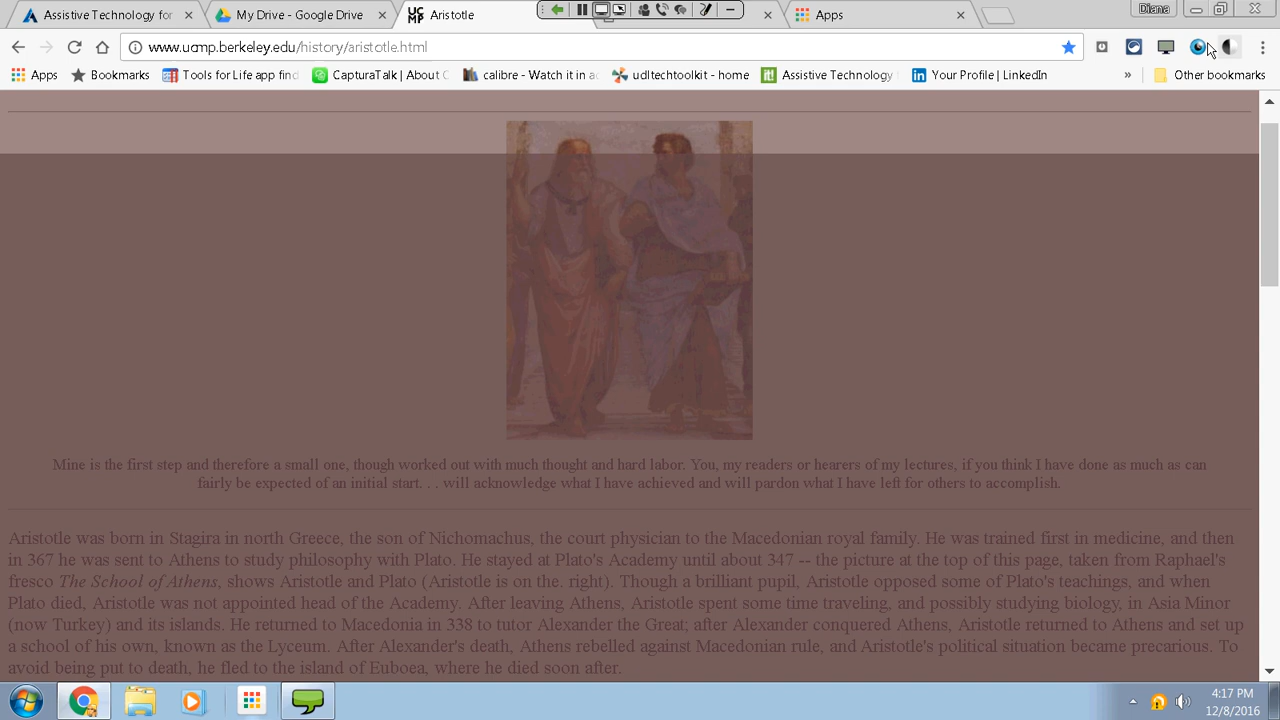 Assistive Technology fo
My Drive - Google Drive
UC MP Aristotle
Apps
Diana
www.ucmp.berkeley.edu/history/aristotle.html
Apps
Bookmarks
Tools for Life app find
CapturaTalk | About C
calibre - Watch it in ac
udltechtoolkit - home
it! Assistive Technology
in Your Profile | LinkedIn
»
Other bookmarks
Mine is the first step and therefore a small one, though worked out with much thought and hard labor. You, my readers or hearers of my lectures, if you think I have done as much as can
fairly be expected of an initial start. . . will acknowledge what I have achieved and will pardon what I have left for others to accomplish.
Aristotle was born in Stagira in north Greece, the son of Nichomachus, the court physician to the Macedonian royal family. He was trained first in medicine, and then
in 367 he was sent to Athens to study philosophy with Plato. He stayed at Plato's Academy until about 347 -- the picture at the top of this page, taken from Raphael's
fresco The School of Athens, shows Aristotle and Plato (Aristotle is on the. right). Though a brilliant pupil, Aristotle opposed some of Plato's teachings, and when
Plato died, Aristotle was not appointed head of the Academy. After leaving Athens, Aristotle spent some time traveling, and possibly studying biology, in Asia Minor
(now Turkey) and its islands. He returned to Macedonia in 338 to tutor Alexander the Great; after Alexander conquered Athens, Aristotle returned to Athens and set up
a school of his own, known as the Lyceum. After Alexander's death, Athens rebelled against Macedonian rule, and Aristotle's political situation became precarious. To
avoid being put to death, he fled to the island of Euboea, where he died soon after.
4:17 PM
12/8/2016